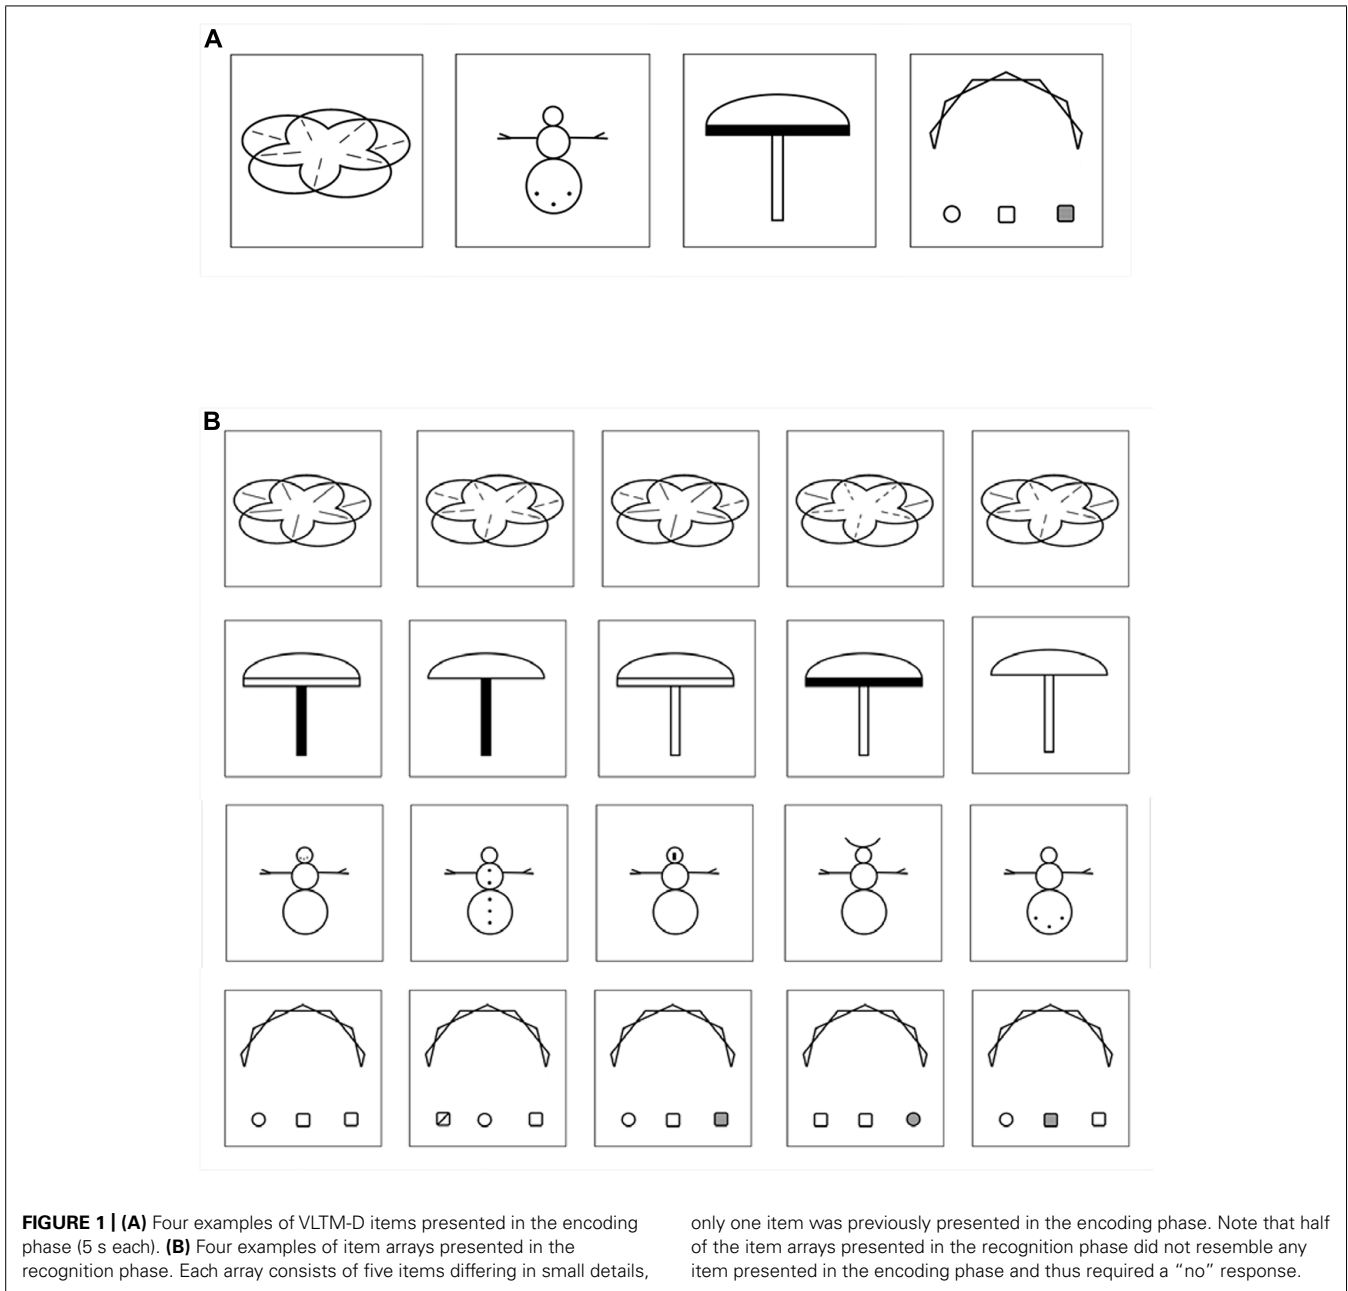 A
B
FIGURE 1 | (A) Four examples of VLTM-D items presented in the encoding
phase (5 s each). (B) Four examples of item arrays presented in the
recognition phase. Each array consists of five items differing in small details,
only one item was previously presented in the encoding phase. Note that half
of the item arrays presented in the recognition phase did not resemble any
item presented in the encoding phase and thus required a “no” response.